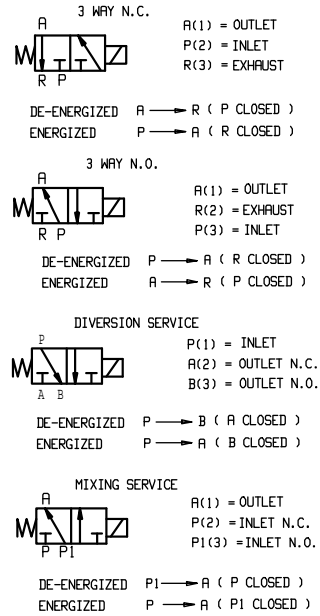 3 WAY N.C.
A
A(1) = OUTLET
P(2) = INLET
R(3) = EXHAUST
R P
DE-ENERGIZED A → R ( P CLOSED )
ENERGIZED P → A ( R CLOSED )
3 WAY N.O.
A
A(1) = OUTLET
R(2) = EXHAUST
P(3) = INLET
R P
DE-ENERGIZED P → A ( R CLOSED )
ENERGIZED A → R ( P CLOSED )
DIVERSION SERVICE
P
P(1) = INLET
A(2) = OUTLET N.C.
B(3) = OUTLET N.O.
A B
DE-ENERGIZED P → B ( A CLOSED )
ENERGIZED P → A ( B CLOSED )
MIXING SERVICE
A
A(1) = OUTLET
P(2) = INLET N.C.
P1(3) = INLET N.O.
P P1
DE-ENERGIZED P1 → A ( P CLOSED )
ENERGIZED P → A ( P1 CLOSED )